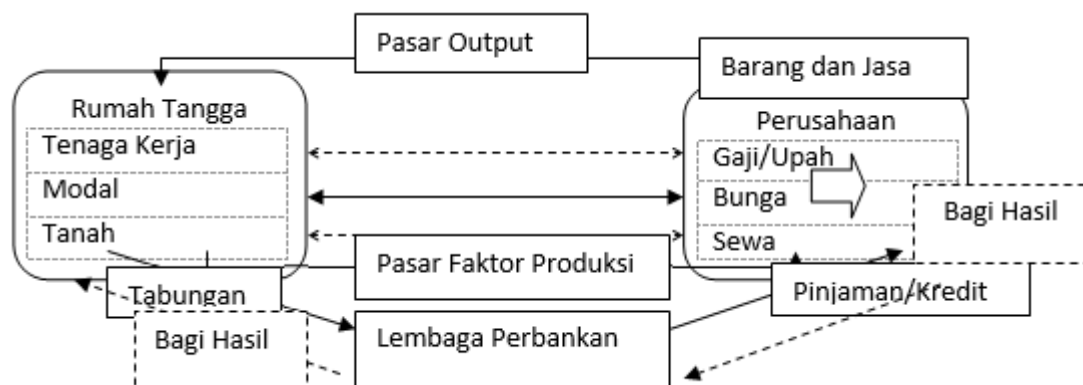 Pasar Output
Barang dan Jasa
Rumah Tangga
Tenaga Kerja
Modal
Tanah
Perusahaan
Gaji/Upah
Bunga
Sewa
Bagi Hasil
Pasar Faktor Produksi
Tabungan
Pinjaman/Kredit
Bagi Hasil
Lembaga Perbankan